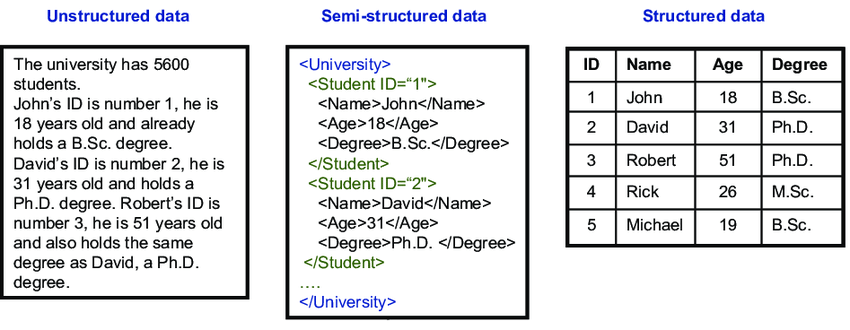 Unstructured data
The university has 5600
students.
John's ID is number 1, he is
18 years old and already
holds a B.Sc. degree.
David's ID is number 2, he is
31 years old and holds a
Ph.D. degree. Robert's ID is
number 3, he is 51 years old
and also holds the same
degree as David, a Ph.D.
degree.
Semi-structured data
<University>
<Student ID=“1">
<Name>John</Name>
<Age>18</Age>
<Degree>B.Sc.</Degree>
</Student>
<Student ID=“2">
<Name>David</Name>
<Age>31</Age>
<Degree>Ph.D. </Degree>
</Student>
....
</University>
Structured data
ID Name Age Degree
1 John 18 B.Sc.
2 David 31 Ph.D.
3 Robert 51 Ph.D.
4 Rick 26 M.Sc.
5 Michael 19 B.Sc.